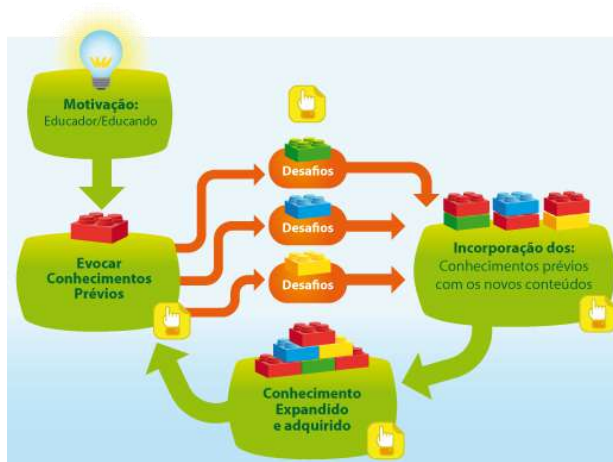 Motivação:
Educador/Educando
Desafios
Desafios
Desafios
Evocar
Conhecimentos
Prévios
Incorporação dos:
Conhecimentos prévios
com os novos conteúdos
Conhecimento
Expandido
e adquirido